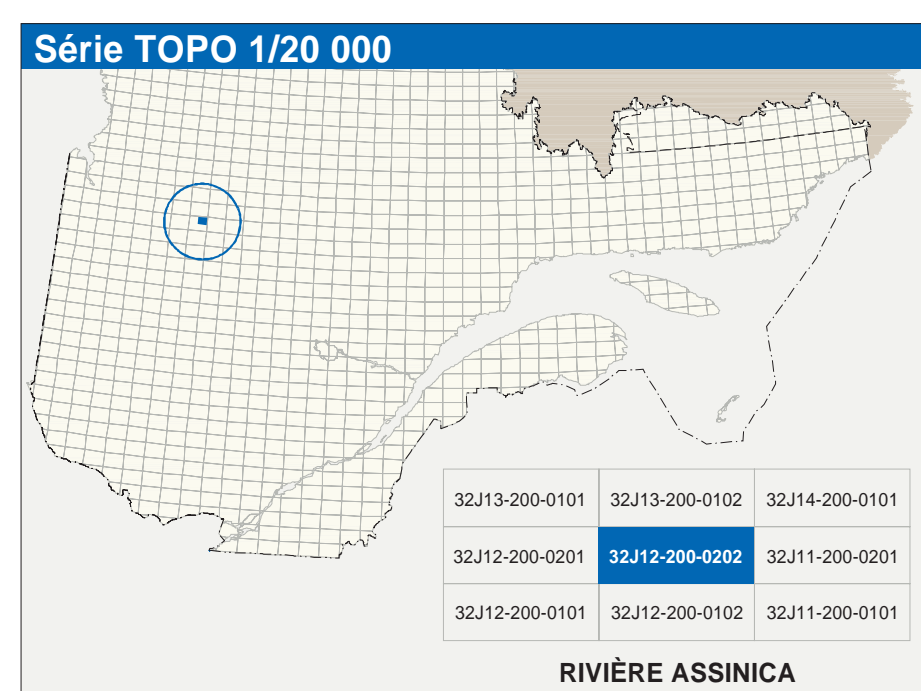 Série TOPO 1/20 000
32J13-200-0101 32J13-200-0102 32J14-200-0101
32J12-200-0201 32J12-200-0202 32J11-200-0201
32J12-200-0101 32J12-200-0102 32J11-200-0101
RIVIÈRE ASSINICA